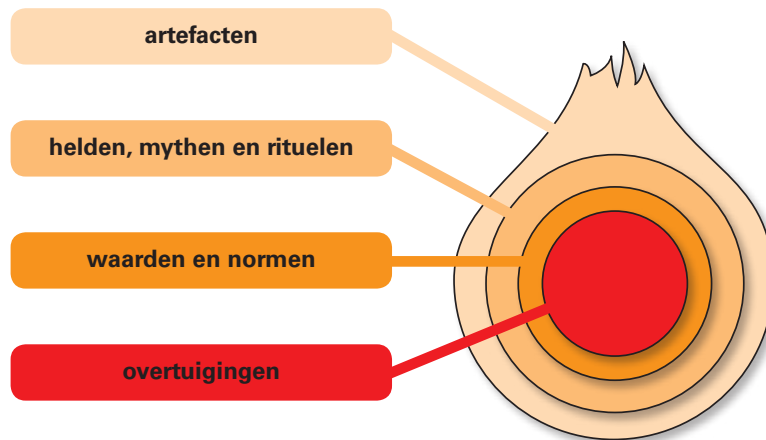 artefacten
helden, mythen en rituelen
waarden en normen
overtuigingen